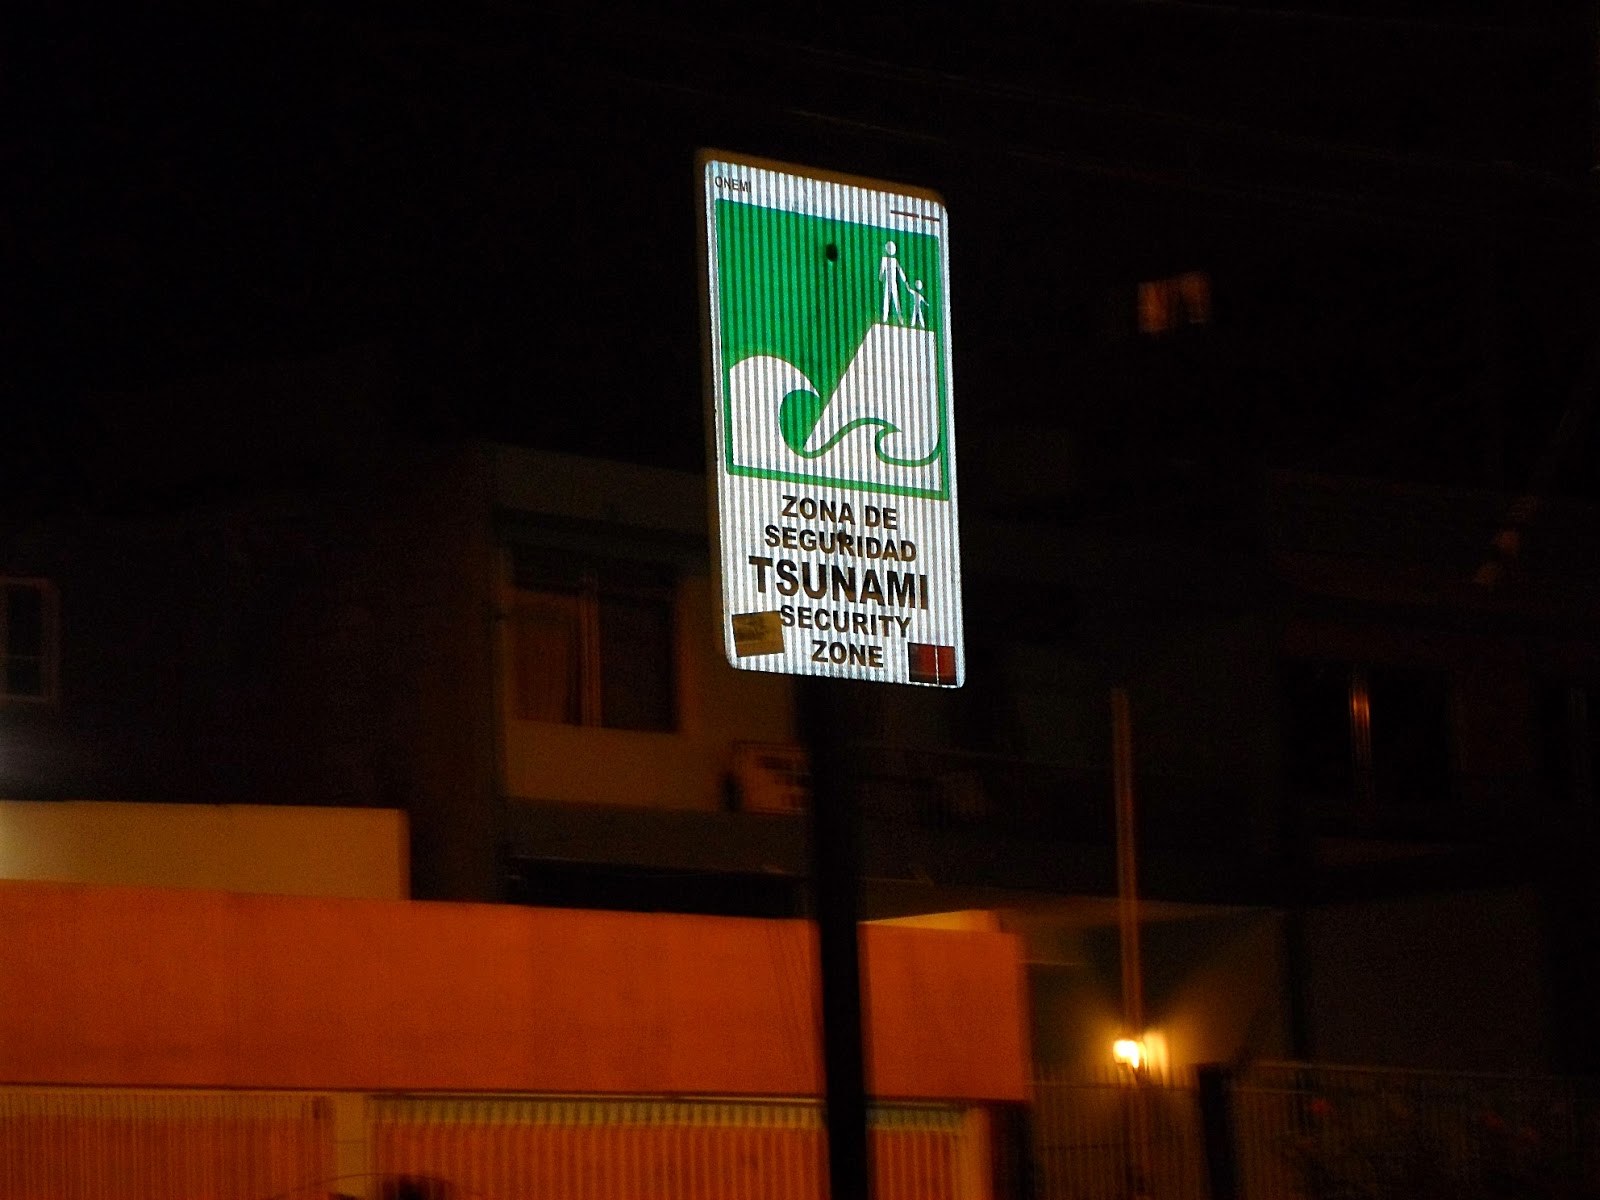 ONEMI
ZONA DE
SEGURIDAD
TSUNAMI
SECURITY
ZONE